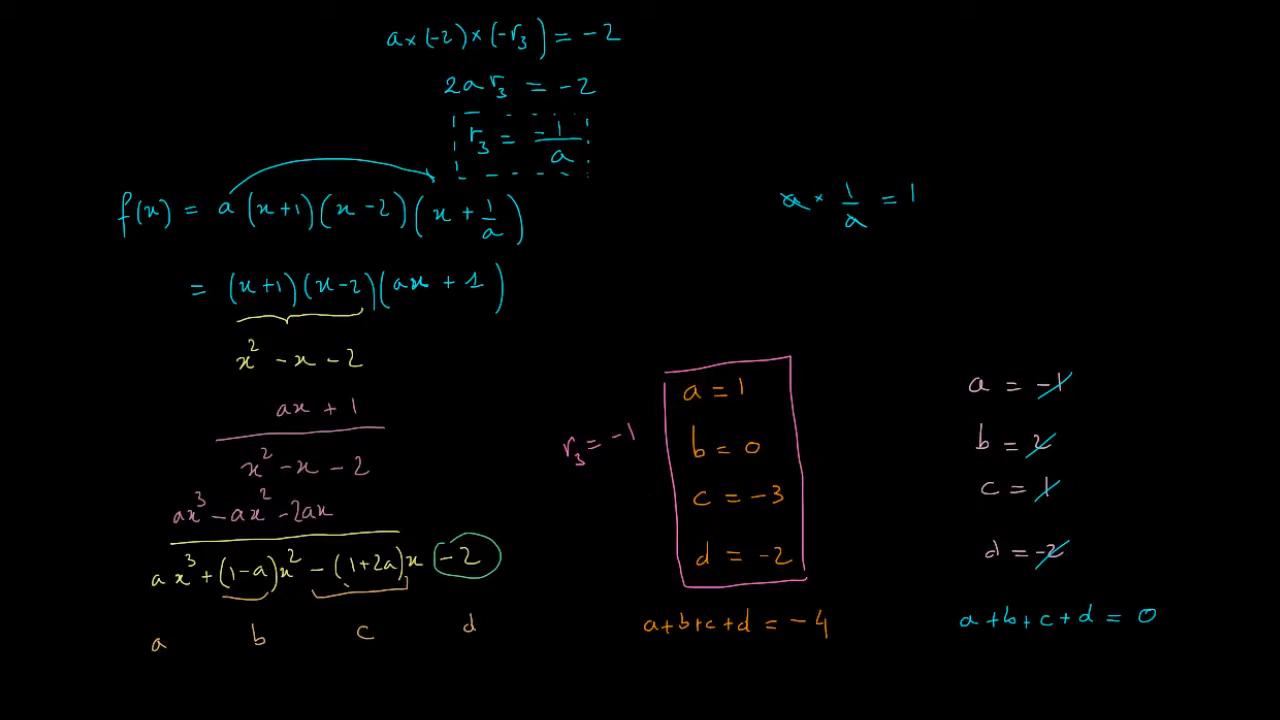 a×(-2)×(-r₃) = -2
2a r₃ = -2
r₃ = -1/a
f(x) = a(x+1)(x-2)(x + 1/a)
a × 1/a = 1
= (x+1)(x-2)(ax + 1)
x² - x - 2
ax + 1
x² - x - 2
ax³ - ax² - 2ax
ax³ + (1-a)x² - (1+2a)x - 2
a b c d
r₃ = -1
a = 1
b = 0
c = -3
d = -2
a+b+c+d = -4
a = -1
b = 2
c = 1
d = -2
a+b+c+d = 0